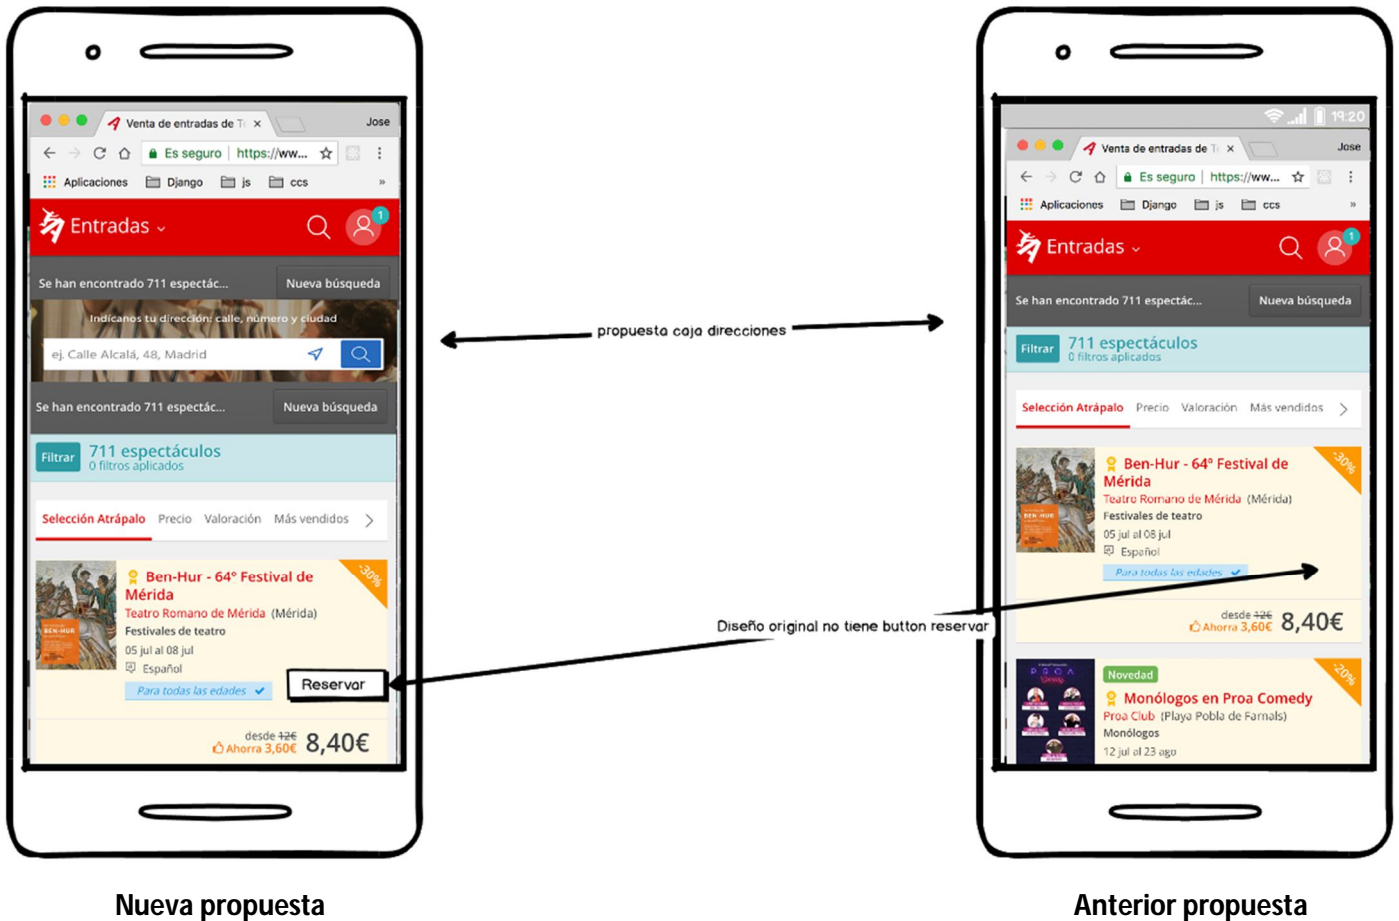 Venta de entradas de T
Jose
Es seguro
https://ww...
Aplicaciones
Django
js
ccs
»
Entradas
1
Se han encontrado 711 espectác...
Nueva búsqueda
Indícanos tu dirección: calle, número y ciudad
ej. Calle Alcalá, 48, Madrid
Se han encontrado 711 espectác...
Nueva búsqueda
Filtrar
711 espectáculos
0 filtros aplicados
Selección Atrápalo
Precio
Valoración
Más vendidos
-30%
Ben-Hur - 64º Festival de
Mérida
Teatro Romano de Mérida (Mérida)
Festivales de teatro
05 jul al 08 jul
Español
Para todas las edades
BEN-HUR
Reservar
desde 12€
Ahorra 3,60€
8,40€
Nueva propuesta
propuesta caja direcciones
Diseño original no tiene button reservar
19:20
Venta de entradas de T
Jose
Es seguro
https://ww...
Aplicaciones
Django
js
ccs
»
Entradas
1
Se han encontrado 711 espectác...
Nueva búsqueda
Filtrar
711 espectáculos
0 filtros aplicados
Selección Atrápalo
Precio
Valoración
Más vendidos
-30%
Ben-Hur - 64º Festival de
Mérida
Teatro Romano de Mérida (Mérida)
Festivales de teatro
05 jul al 08 jul
Español
Para todas las edades
BEN-HUR
desde 12€
Ahorra 3,60€
8,40€
-20%
PROA
Novedad
Monólogos en Proa Comedy
Proa Club (Playa Pobla de Farnals)
Monólogos
12 jul al 23 ago
Anterior propuesta